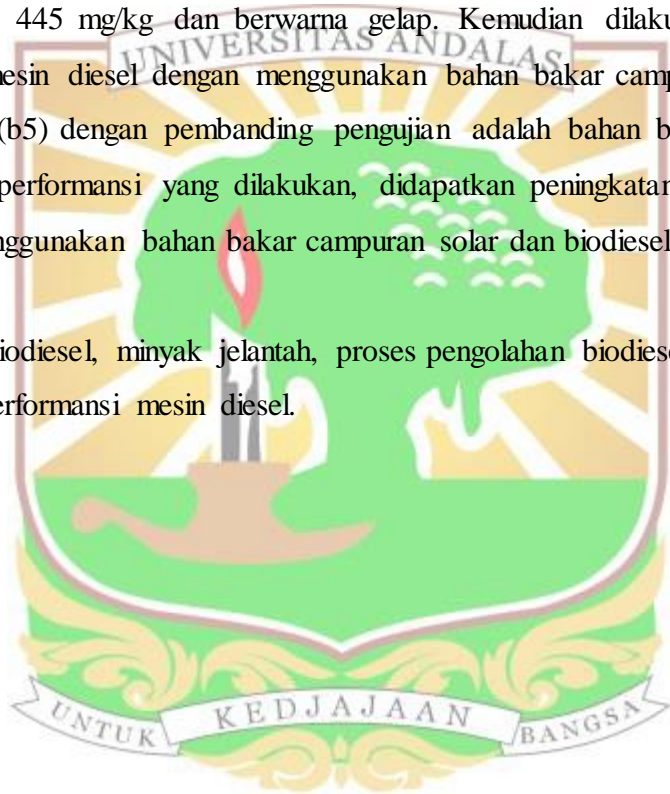 445 mg/kg dan berwarna gelap. Kemudian dilaku
UNIVERSITAS ANDALAS
mesin diesel dengan menggunakan bahan bakar camp
(b5) dengan pembanding pengujian adalah bahan b
performansi yang dilakukan, didapatkan peningkatan
nggunakan bahan bakar campuran solar dan biodiesel
iodiesel, minyak jelantah, proses pengolahan biodiese
erformansi mesin diesel.
UNTUK KEDJAJAAN BANGSA